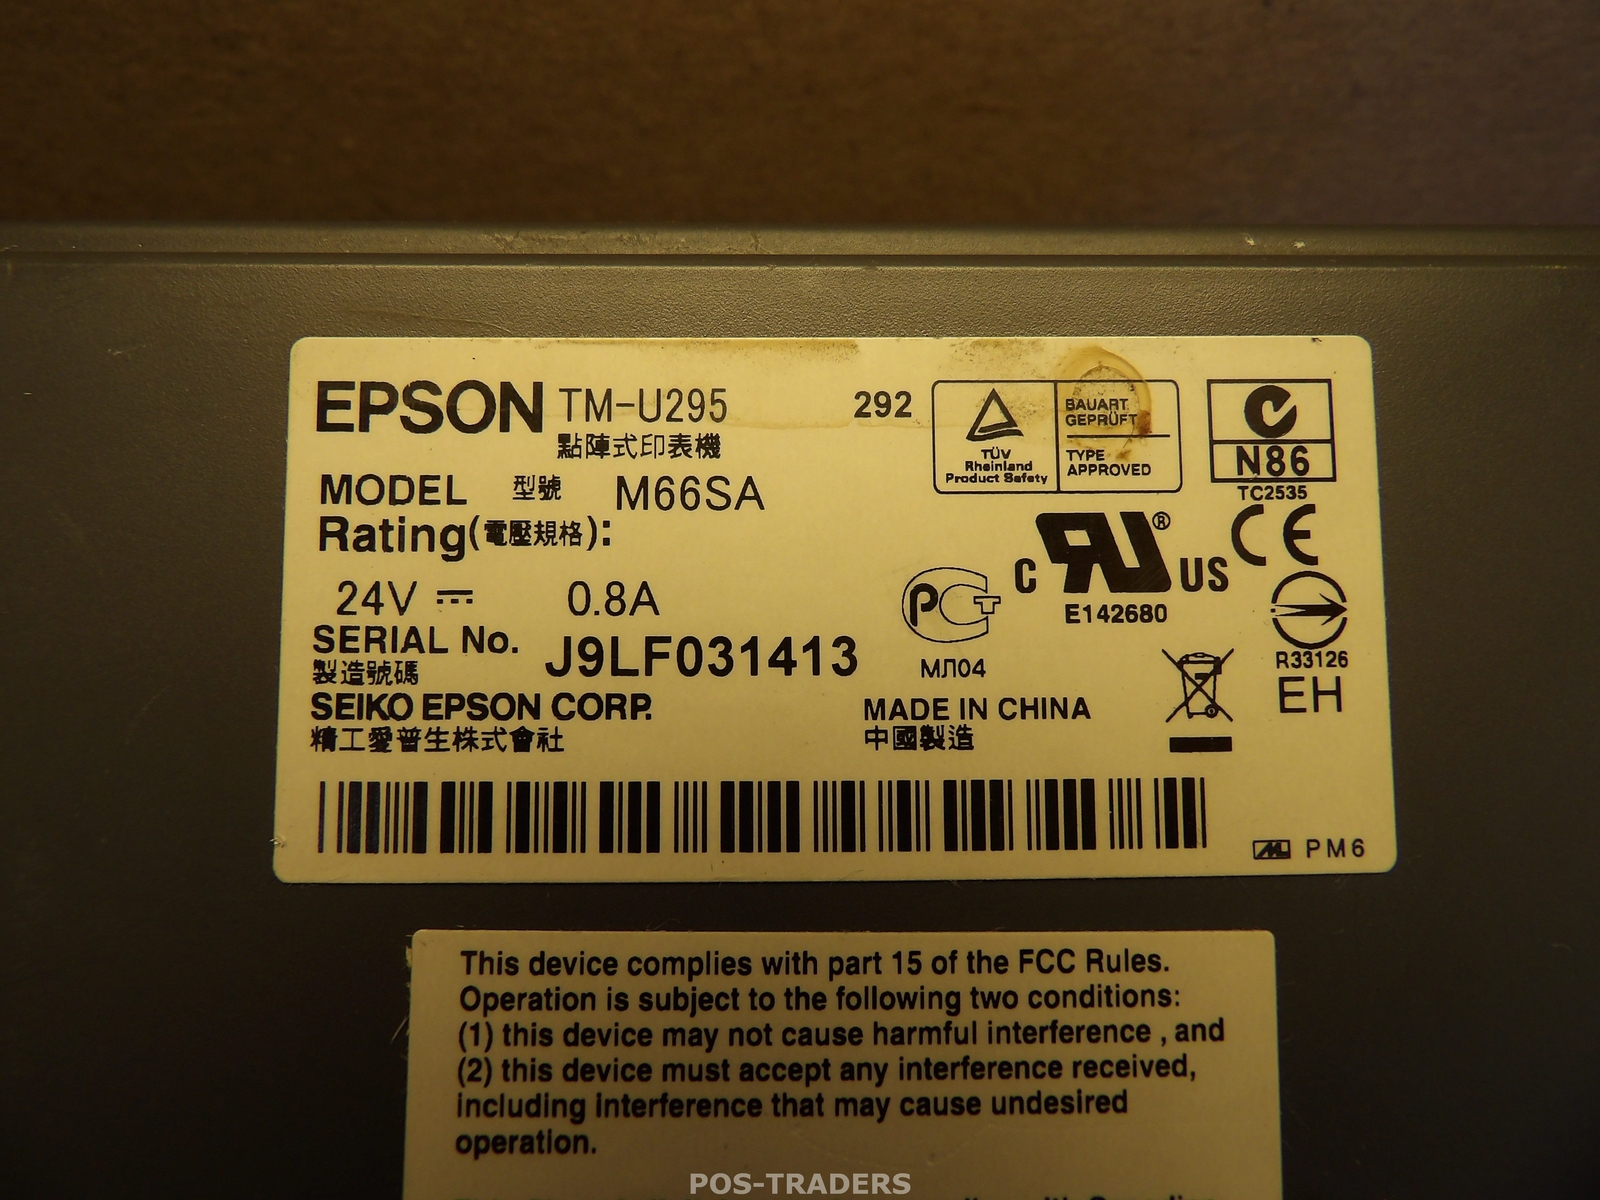 EPSON TM-U295 292
點陣式印表機
MODEL 型號 M66SA
Rating(電壓規格):
24V 0.8A
SERIAL No. J9LF031413
製造號碼
SEIKO EPSON CORP.
精工愛普生株式會社
MADE IN CHINA
中國製造
TÜV
Rheinland
Product Safety
BAUART
GEPRÜFT
TYPE
APPROVED
N86
TC2535
CE
C RU ® US
E142680
PCT
МЛ04
R33126
EH
PM6
This device complies with part 15 of the FCC Rules.
Operation is subject to the following two conditions:
(1) this device may not cause harmful interference , and
(2) this device must accept any interference received,
including interference that may cause undesired
operation.
POS-TRADERS